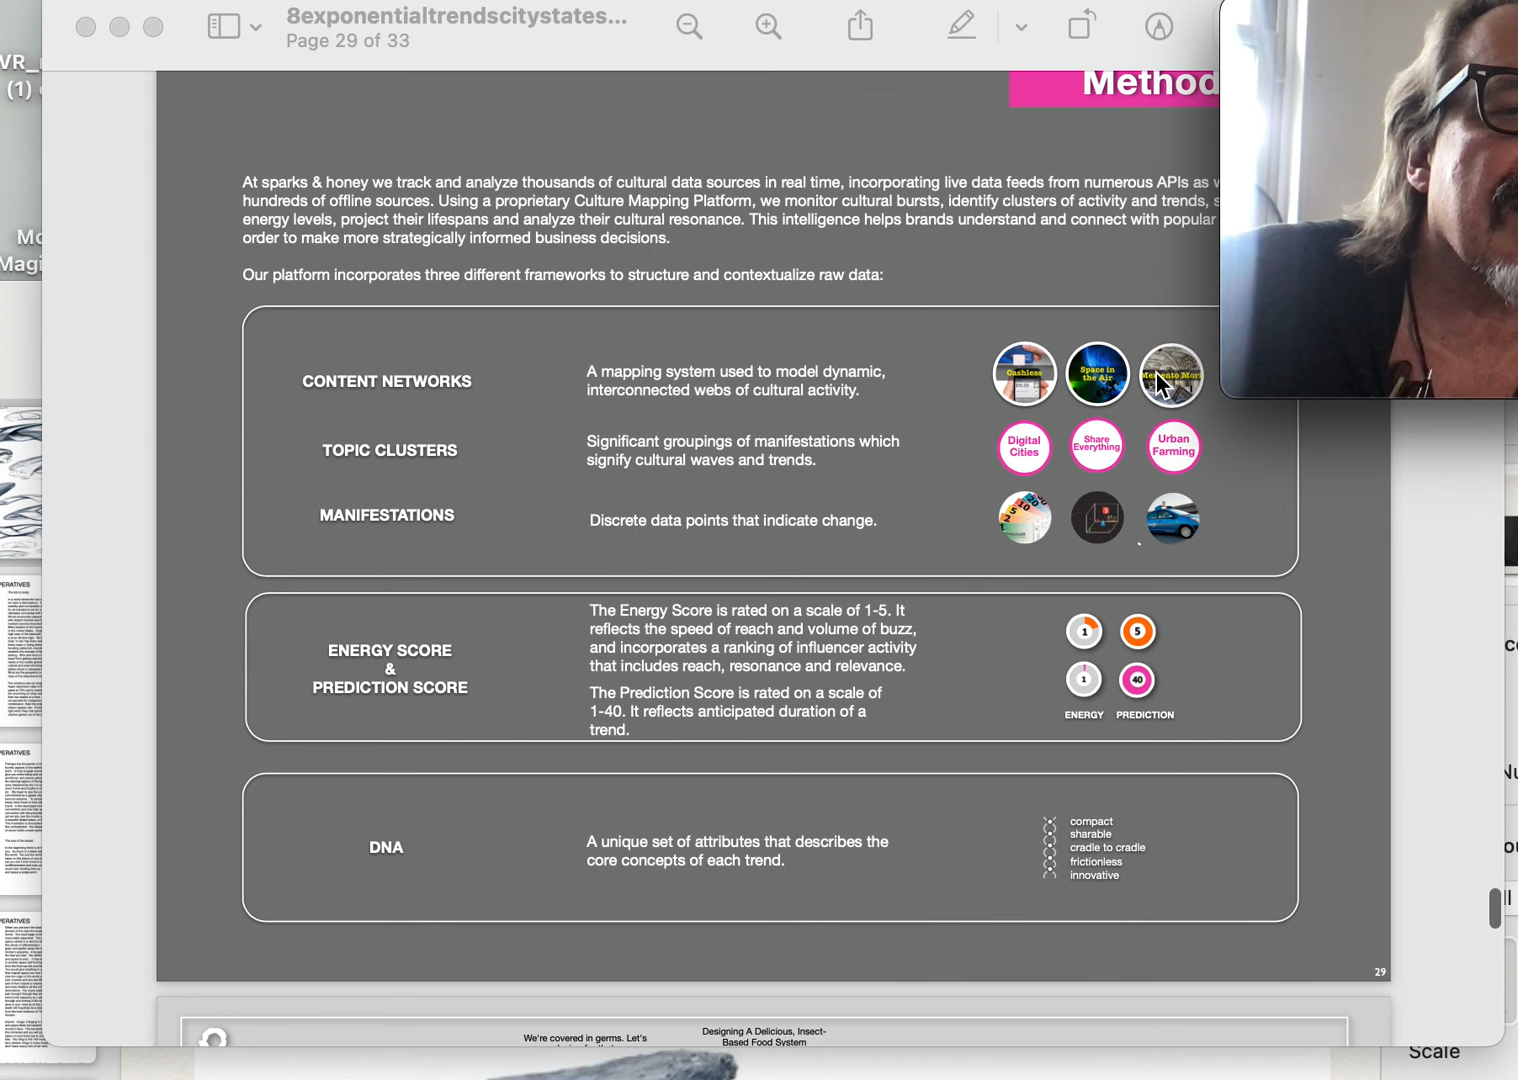 8exponentialtrendscitystates...
Page 29 of 33
VR_
(1)
Magi
Method
At sparks & honey we track and analyze thousands of cultural data sources in real time, incorporating live data feeds from numerous APIs as
hundreds of offline sources. Using a proprietary Culture Mapping Platform, we monitor cultural bursts, identify clusters of activity and trends,
energy levels, project their lifespans and analyze their cultural resonance. This intelligence helps brands understand and connect with popular
order to make more strategically informed business decisions.
Our platform incorporates three different frameworks to structure and contextualize raw data:
CONTENT NETWORKS
A mapping system used to model dynamic,
interconnected webs of cultural activity.
Cashless
Space in
the Air
Memento Mori
TOPIC CLUSTERS
Significant groupings of manifestations which
signify cultural waves and trends.
Digital
Cities
Share
Everything
Urban
Farming
MANIFESTATIONS
Discrete data points that indicate change.
ENERGY SCORE
&
PREDICTION SCORE
The Energy Score is rated on a scale of 1-5. It
reflects the speed of reach and volume of buzz,
and incorporates a ranking of influencer activity
that includes reach, resonance and relevance.
The Prediction Score is rated on a scale of
1-40. It reflects anticipated duration of a
trend.
1
5
1
40
ENERGY
PREDICTION
DNA
A unique set of attributes that describes the
core concepts of each trend.
compact
sharable
cradle to cradle
frictionless
innovative
29
We're covered in germs. Let's
Designing A Delicious, Insect-
Based Food System
Scale